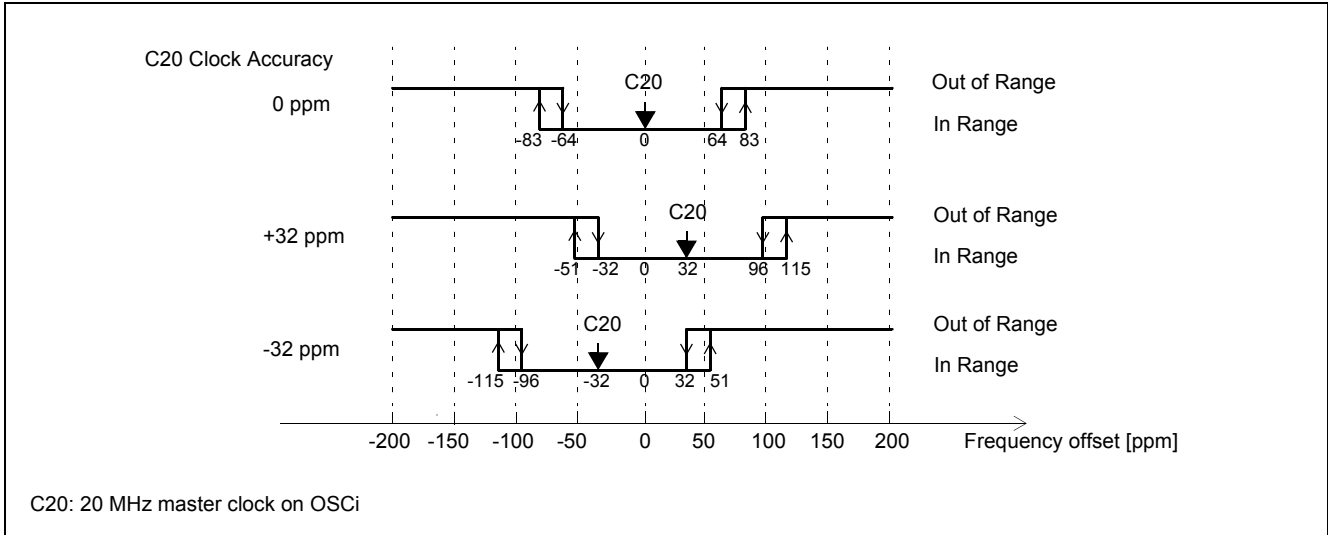 C20 Clock Accuracy
0 ppm
C20
Out of Range
In Range
-83 -64 0 64 83
+32 ppm
C20
Out of Range
In Range
-51 -32 0 32 96 115
-32 ppm
C20
Out of Range
In Range
-115 -96 -32 0 32 51
-200 -150 -100 -50 0 50 100 150 200 Frequency offset [ppm]
C20: 20 MHz master clock on OSCi